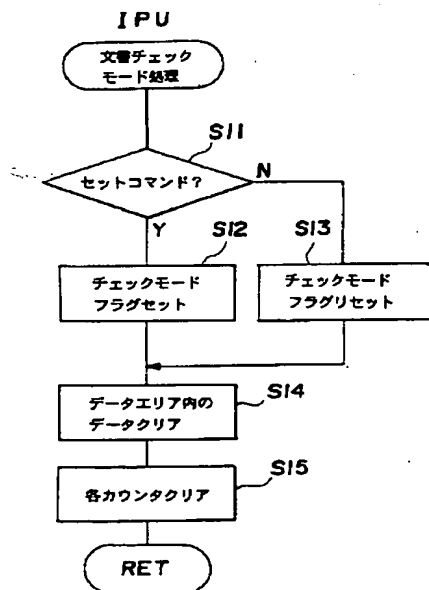 IPU
文書チェック
モード処理
S11
セットコマンド?
N
Y
S12
S13
チェックモード
フラグセット
チェックモード
フラグリセット
S14
データエリア内の
データクリア
S15
各カウンタクリア
RET